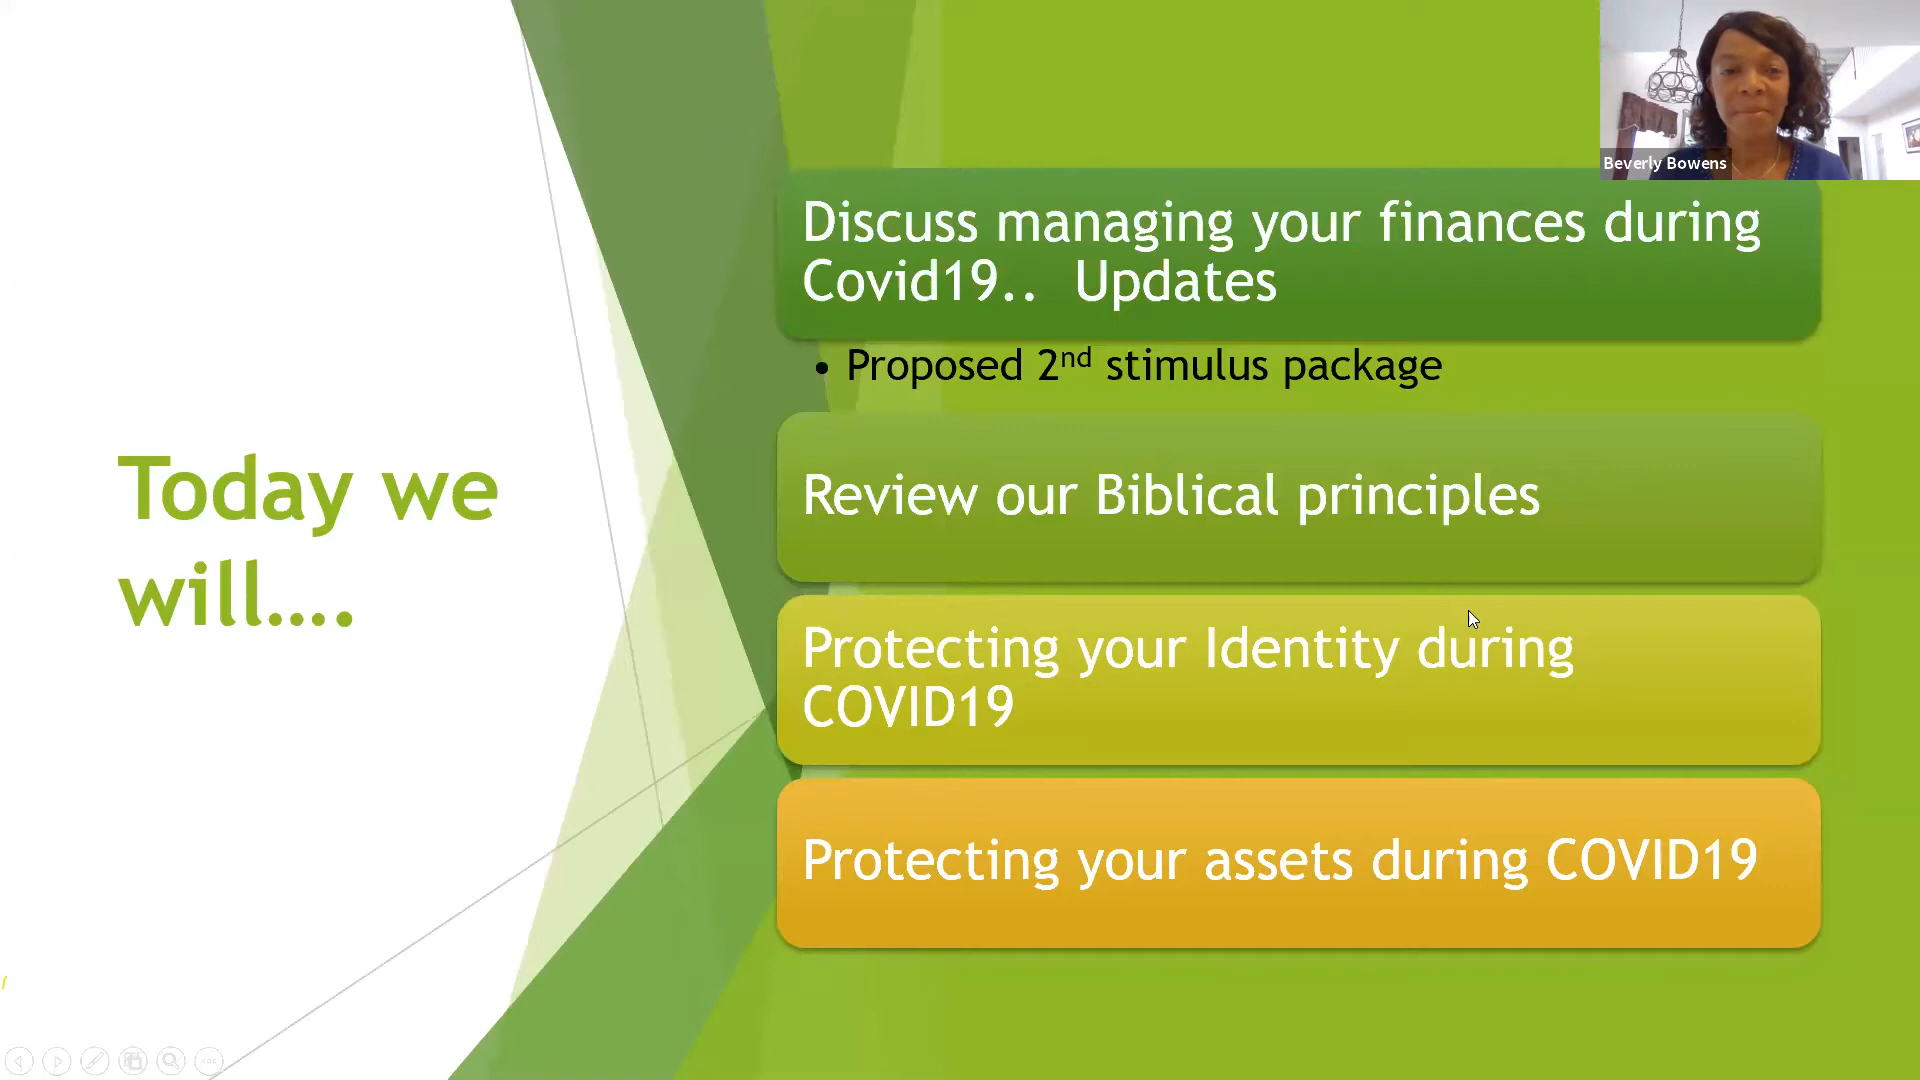 Beverly Bowens
Today we
will....
Discuss managing your finances during
Covid19.. Updates
• Proposed 2nd stimulus package
Review our Biblical principles
Protecting your Identity during
COVID19
Protecting your assets during COVID19